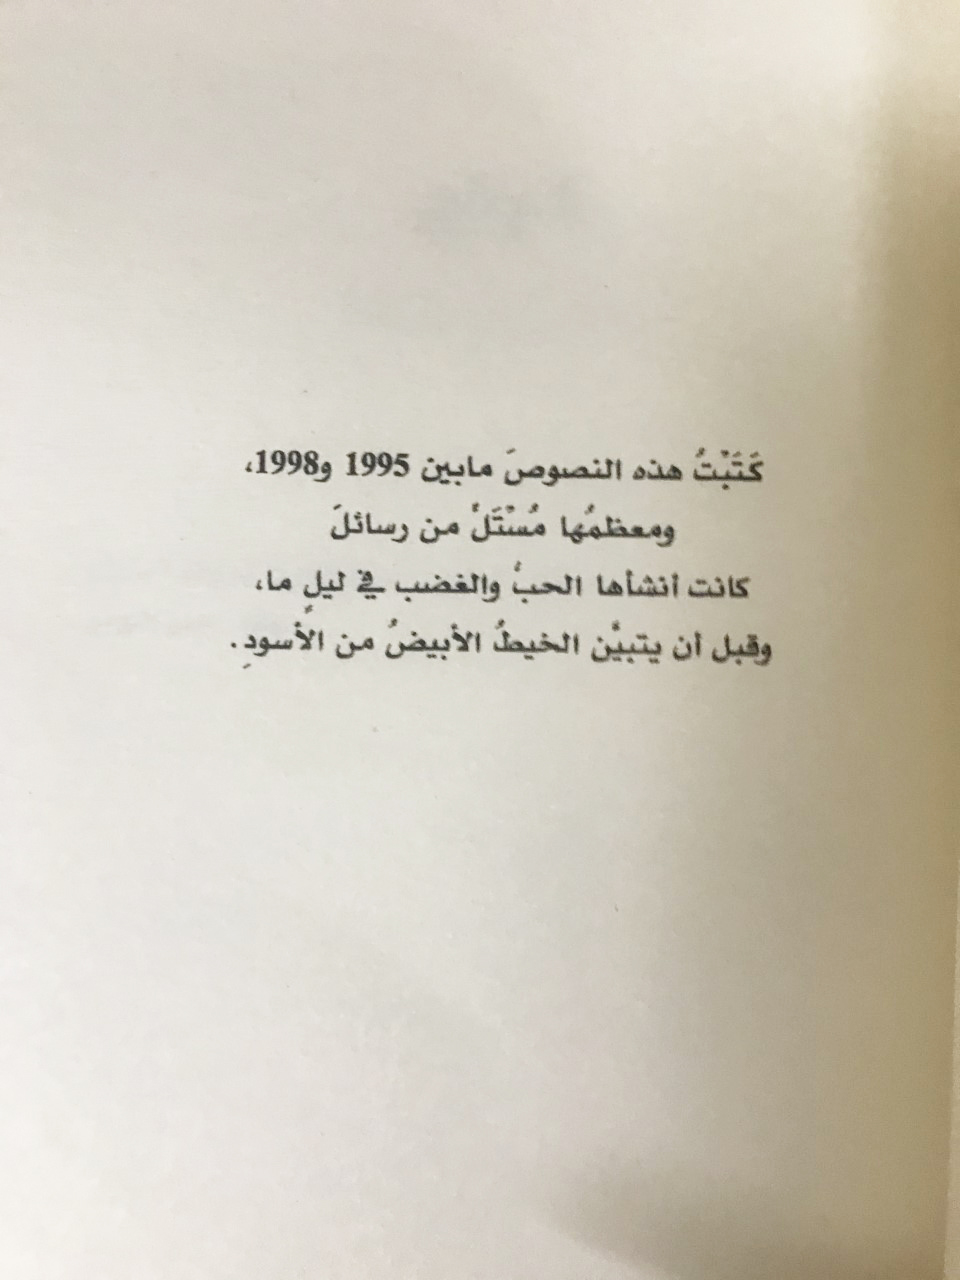 كَتَبْتُ هذه النصوصَ مابين 1995 و1998،
ومعظمُها مُسْتَلٌّ من رسائلَ
كانت أنشأها الحبُّ والغضب في ليلٍ ما،
وقبل أن يتبيَّن الخيطُ الأبيضُ من الأسودِ.